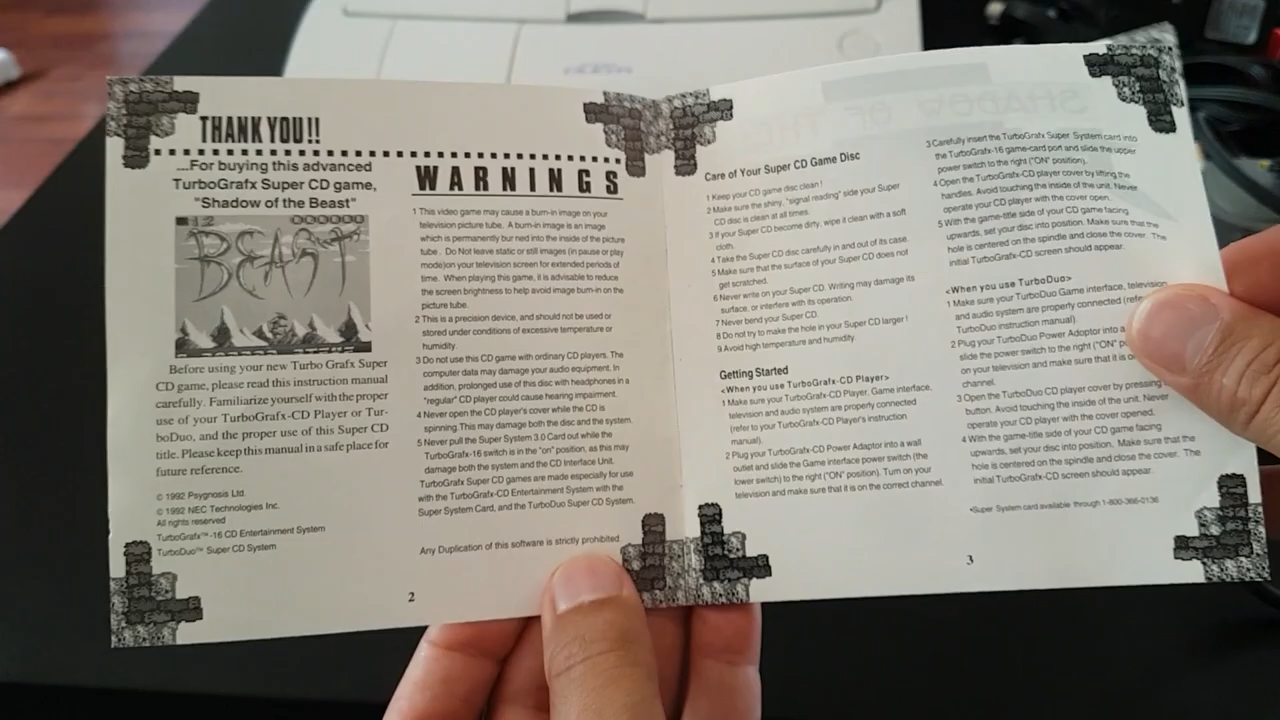 THANK YOU!!
...For buying this advanced
TurboGrafx Super CD game,
"Shadow of the Beast"
BEAST
Before using your new Turbo Grafx Super
CD game, please read this instruction manual
carefully. Familiarize yourself with the proper
use of your TurboGrafx-CD Player or Tur-
boDuo, and the proper use of this Super CD
title. Please keep this manual in a safe place for
future reference.
© 1992 Psygnosis Ltd.
© 1992 NEC Technologies Inc.
All rights reserved
TurboGrafx™-16 CD Entertainment System
TurboDuo™ Super CD System
WARNINGS
1 This video game may cause a burn-in image on your
television picture tube. A burn-in image is an image
which is permanently bur ned into the inside of the picture
tube . Do Not leave static or still images (in pause or play
mode)on your television screen for extended periods of
time. When playing this game, it is advisable to reduce
the screen brightness to help avoid image burn-in on the
picture tube.
2 This is a precision device, and should not be used or
stored under conditions of excessive temperature or
humidity.
3 Do not use this CD game with ordinary CD players. The
computer data may damage your audio equipment. In
addition, prolonged use of this disc with headphones in a
"regular" CD player could cause hearing impairment.
4 Never open the CD player's cover while the CD is
spinning. This may damage both the disc and the system.
5 Never pull the Super System 3.0 Card out while the
TurboGrafx-16 switch is in the "on" position, as this may
damage both the system and the CD Interface Unit.
TurboGrafx Super CD games are made especially for use
with the TurboGrafx-CD Entertainment System with the
Super System Card, and the TurboDuo Super CD System.
Any Duplication of this software is strictly prohibited
2
Care of Your Super CD Game Disc
1 Keep your CD game disc clean !
2 Make sure the shiny, "signal reading" side your Super
CD disc is clean at all times.
3 If your Super CD become dirty, wipe it clean with a soft
cloth.
4 Take the Super CD disc carefully in and out of its case.
5 Make sure that the surface of your Super CD does not
get scratched.
6 Never write on your Super CD. Writing may damage its
surface, or interfere with its operation.
7 Never bend your Super CD.
8 Do not try to make the hole in your Super CD larger !
9 Avoid high temperature and humidity.
Getting Started
<When you use TurboGrafx-CD Player>
1 Make sure your TurboGrafx-CD Player, Game interface,
television and audio system are properly connected
(refer to your TurboGrafx-CD Player's instruction
manual).
2 Plug your TurboGrafx-CD Power Adaptor into a wall
outlet and slide the Game interface power switch (the
lower switch) to the right ("ON" position). Turn on your
television and make sure that it is on the correct channel.
3 Carefully insert the TurboGrafx Super System card into
the TurboGrafx-16 game-card port and slide the upper
power switch to the right ("ON" position).
4 Open the TurboGrafx-CD player cover by lifting the
handles. Avoid touching the inside of the unit. Never
operate your CD player with the cover open.
5 With the game-title side of your CD game facing
upwards, set your disc into position. Make sure that the
hole is centered on the spindle and close the cover. The
initial TurboGrafx-CD screen should appear.
<When you use TurboDuo>
1 Make sure your TurboDuo Game interface, television
and audio system are properly connected (refe
TurboDuo instruction manual).
2 Plug your TurboDuo Power Adaptor into a
slide the power switch to the right ("ON" p
on your television and make sure that it is o
channel.
3 Open the TurboDuo CD player cover by pressing
button. Avoid touching the inside of the unit. Never
operate your CD player with the cover opened.
4 With the game-title side of your CD game facing
upwards, set your disc into position. Make sure that the
hole is centered on the spindle and close the cover. The
initial TurboGrafx-CD screen should appear.
*Super System card available through 1-800-366-0136
3